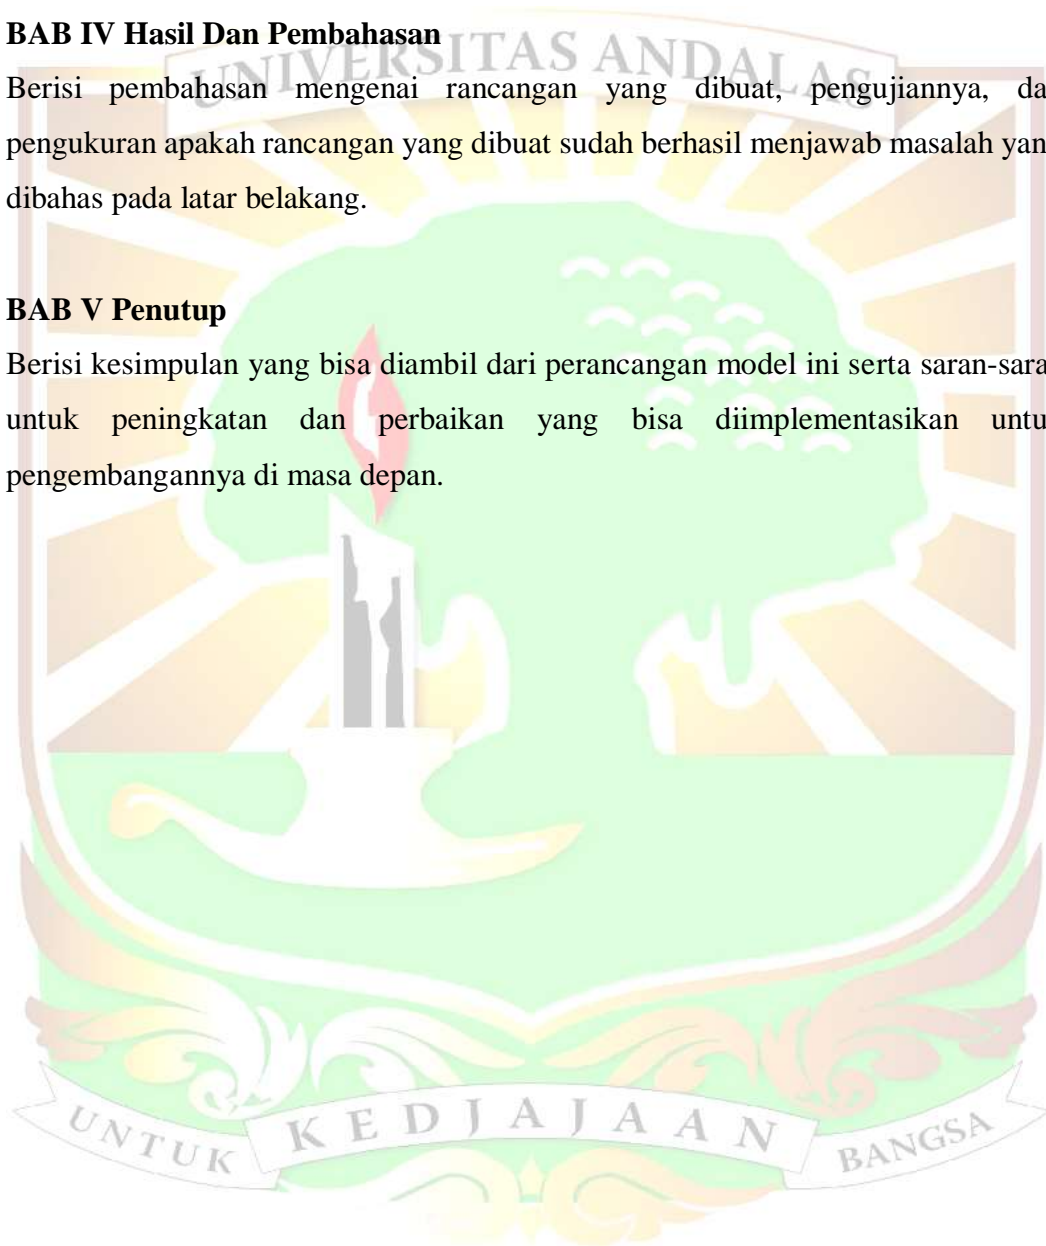 BAB IV Hasil Dan Pembahasan
UNIVERSITAS ANDALAS
Berisi pembahasan mengenai rancangan yang dibuat, pengujiannya, da
pengukuran apakah rancangan yang dibuat sudah berhasil menjawab masalah yan
dibahas pada latar belakang.
BAB V Penutup
Berisi kesimpulan yang bisa diambil dari perancangan model ini serta saran-sara
untuk peningkatan dan perbaikan yang bisa diimplementasikan untu
pengembangannya di masa depan.
UNTUK KEDJAJAAN BANGSA